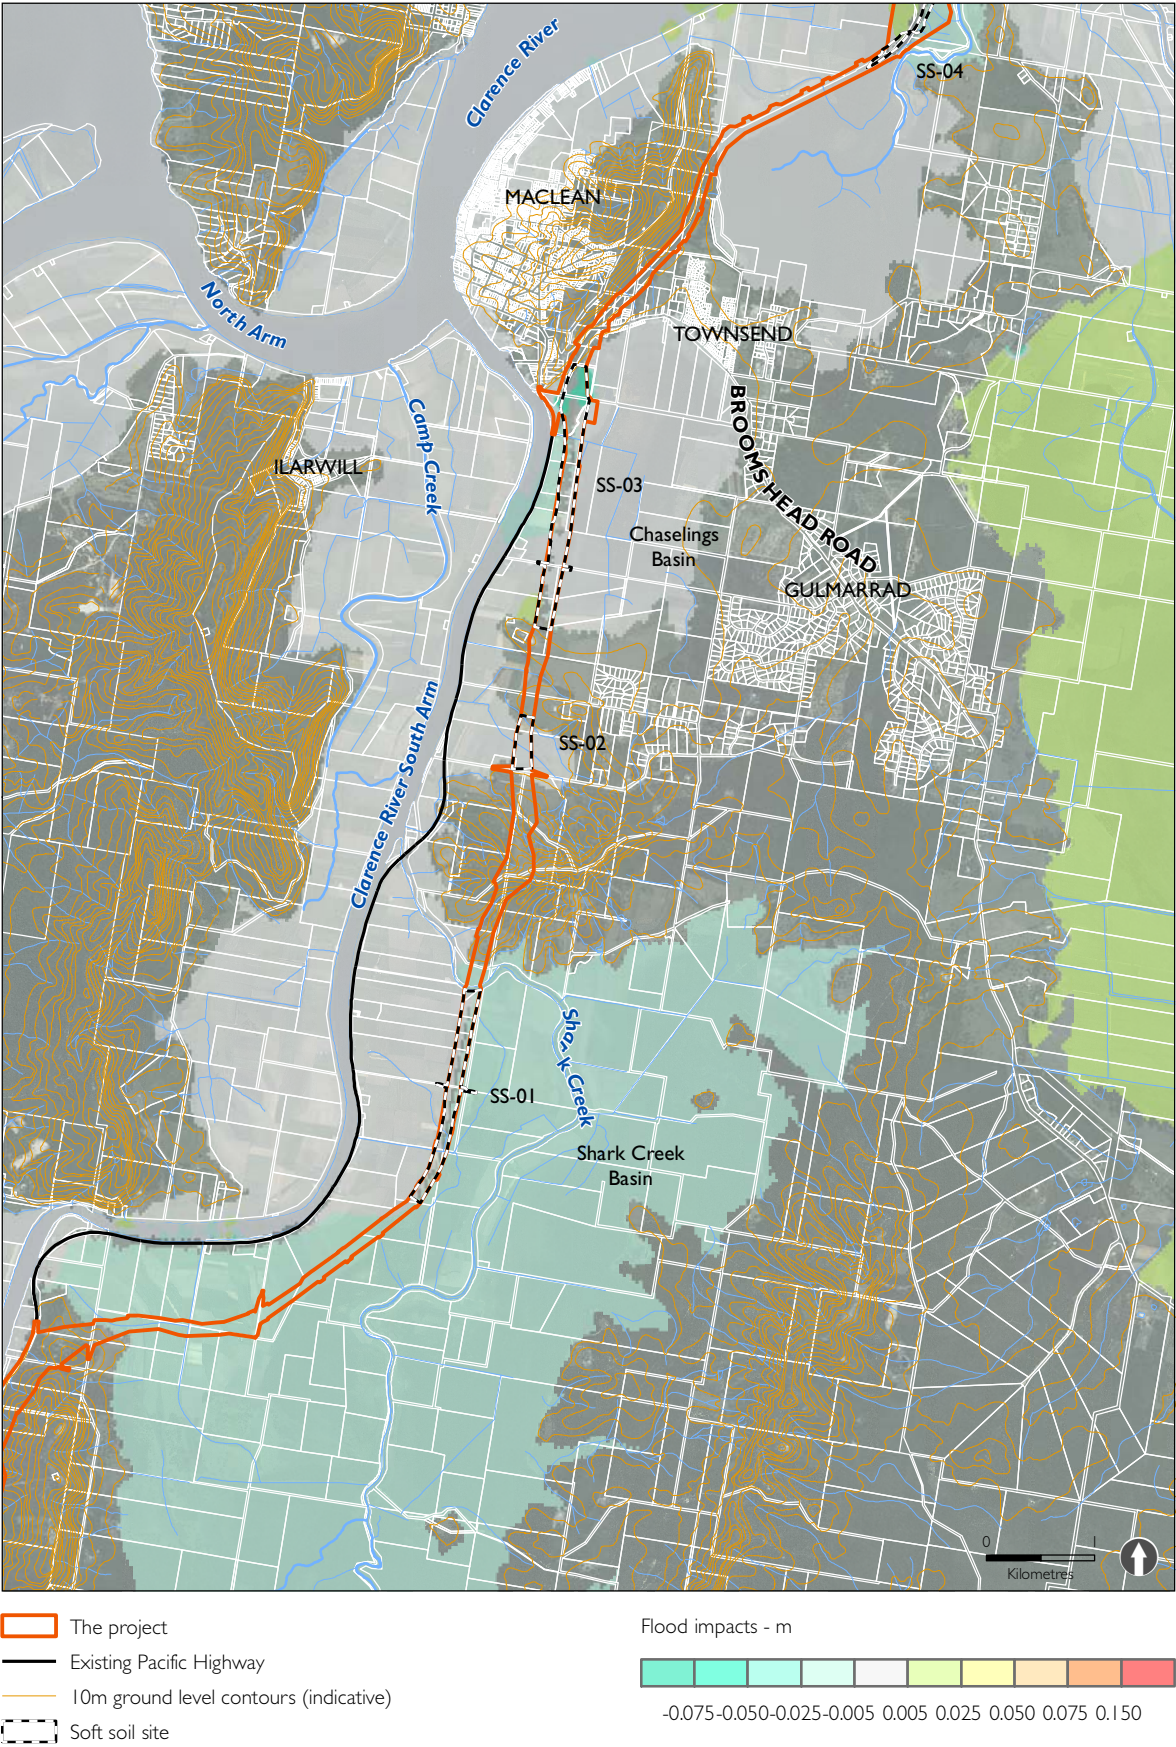 Clarence River
SS-04
MACLEAN
North Arm
TOWNSEND
Camp Creek
BROOMS HEAD ROAD
ILARWILL
SS-03
Chaselings
Basin
GULMARRAD
Clarence River South Arm
SS-02
Shark Creek
SS-01
Shark Creek
Basin
0 1
Kilometres
The project
Existing Pacific Highway
10m ground level contours (indicative)
Soft soil site
Flood impacts - m
-0.075-0.050-0.025-0.005 0.005 0.025 0.050 0.075 0.150